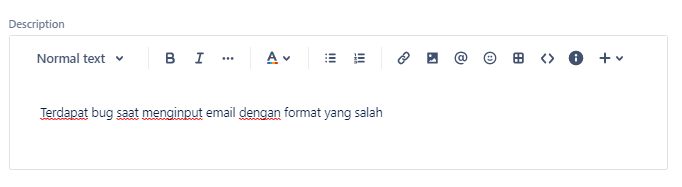 Description
Normal text
B I A
Terdapat bug saat menginput email dengan format yang salah